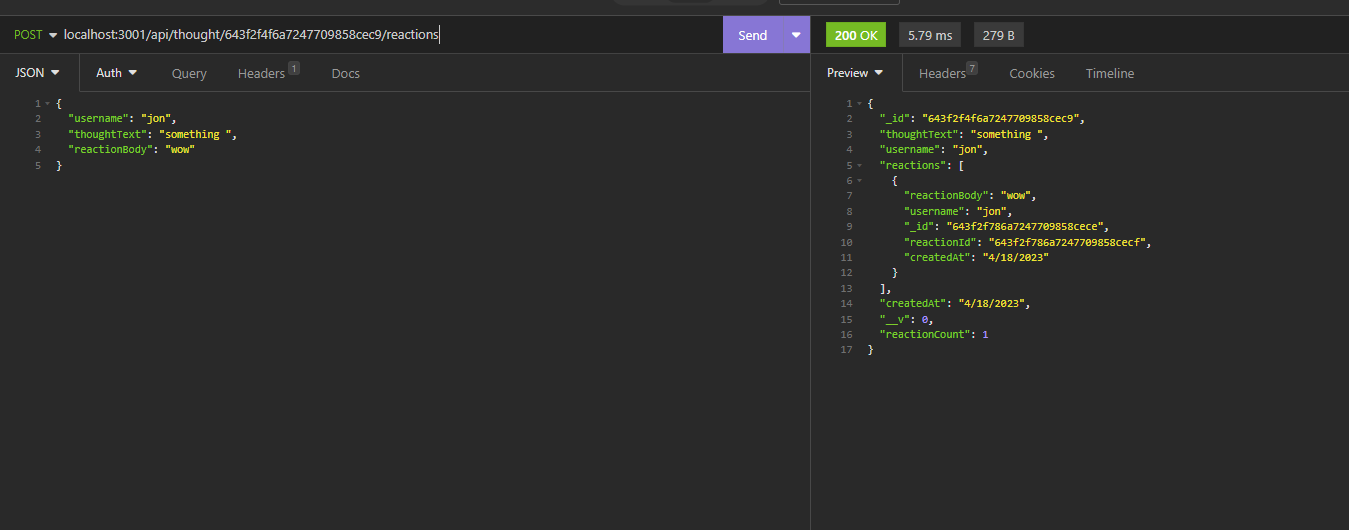 POST localhost:3001/api/thought/643f2f4f6a7247709858cec9/reactions Send 200 OK 5.79 ms 279 B
JSON Auth Query Headers 1 Docs Preview Headers 7 Cookies Timeline
1 {
2 "username": "jon",
3 "thoughtText": "something ",
4 "reactionBody": "wow"
5 }
1 {
2 "_id": "643f2f4f6a7247709858cec9",
3 "thoughtText": "something ",
4 "username": "jon",
5 "reactions": [
6 {
7 "reactionBody": "wow",
8 "username": "jon",
9 "_id": "643f2f786a7247709858cece",
10 "reactionId": "643f2f786a7247709858cecf",
11 "createdAt": "4/18/2023"
12 }
13 ],
14 "createdAt": "4/18/2023",
15 "__v": 0,
16 "reactionCount": 1
17 }